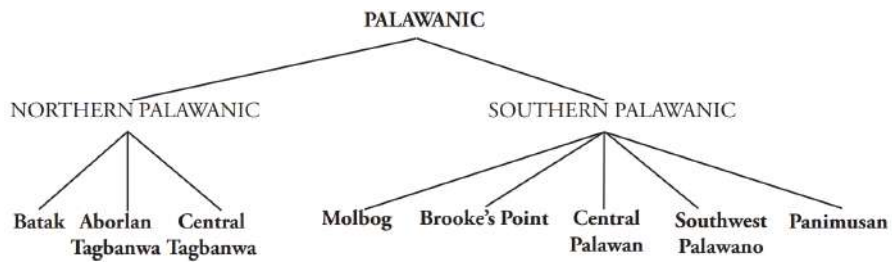 PALAWANIC
NORTHERN PALAWANIC
SOUTHERN PALAWANIC
Batak
Aborlan
Tagbanwa
Central
Tagbanwa
Molbog
Brooke's Point
Central
Palawan
Southwest
Palawano
Panimusan